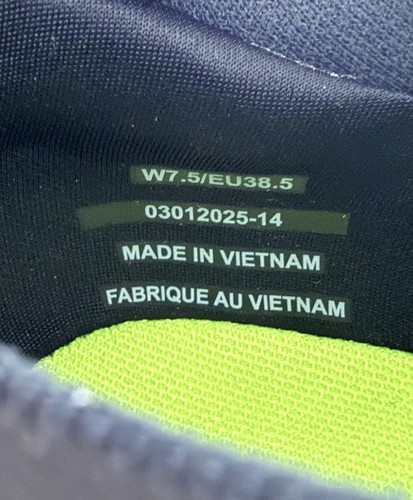 W7.5/EU38.5
03012025-14
MADE IN VIETNAM
FABRIQUE AU VIETNAM